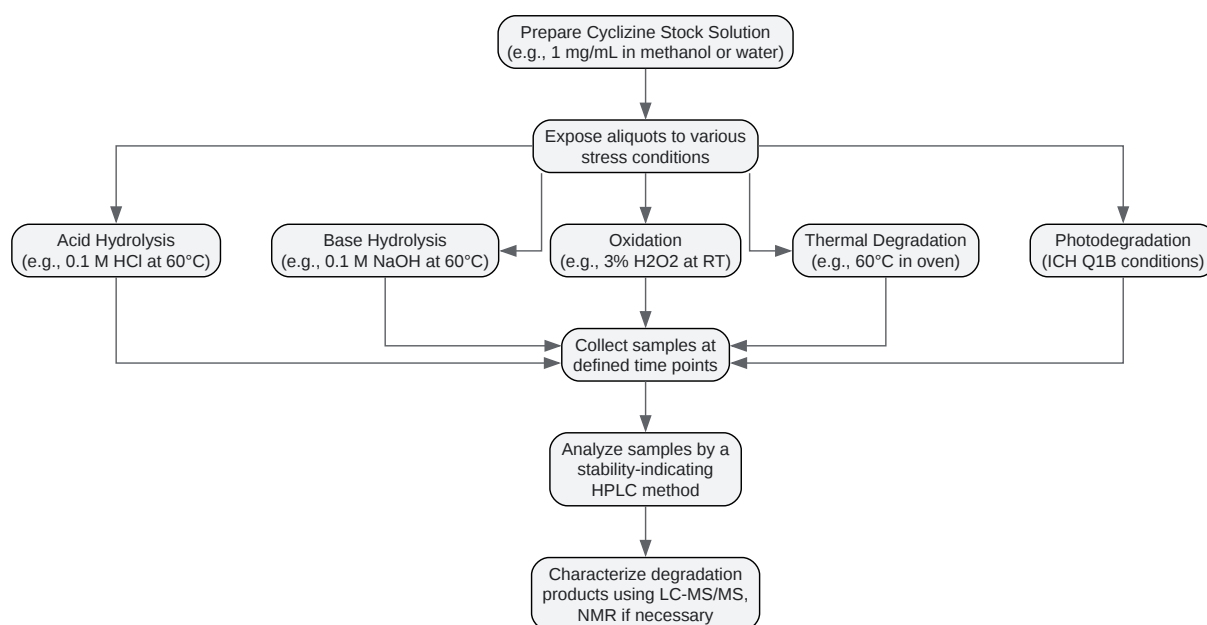 Prepare Cyclizine Stock Solution
(e.g., 1 mg/mL in methanol or water)
Expose aliquots to various
stress conditions
Acid Hydrolysis
(e.g., 0.1 M HCl at 60°C)
Base Hydrolysis
(e.g., 0.1 M NaOH at 60°C)
Oxidation
(e.g., 3% H2O2 at RT)
Thermal Degradation
(e.g., 60°C in oven)
Photodegradation
(ICH Q1B conditions)
Collect samples at
defined time points
Analyze samples by a
stability-indicating
HPLC method
Characterize degradation
products using LC-MS/MS,
NMR if necessary